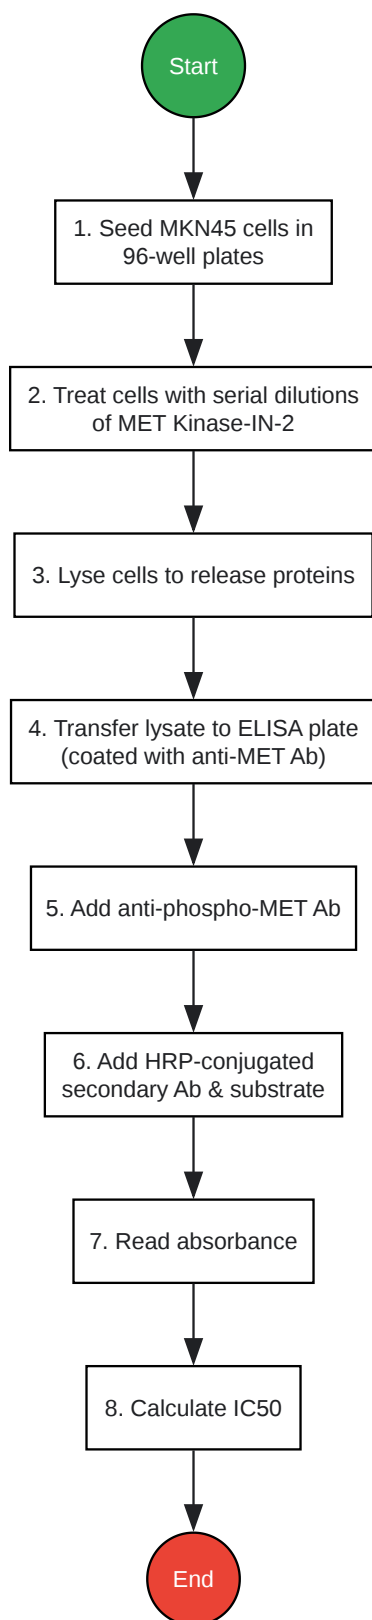 Start
1. Seed MKN45 cells in
96-well plates
2. Treat cells with serial dilutions
of MET Kinase-IN-2
3. Lyse cells to release proteins
4. Transfer lysate to ELISA plate
(coated with anti-MET Ab)
5. Add anti-phospho-MET Ab
6. Add HRP-conjugated
secondary Ab & substrate
7. Read absorbance
8. Calculate IC50
End